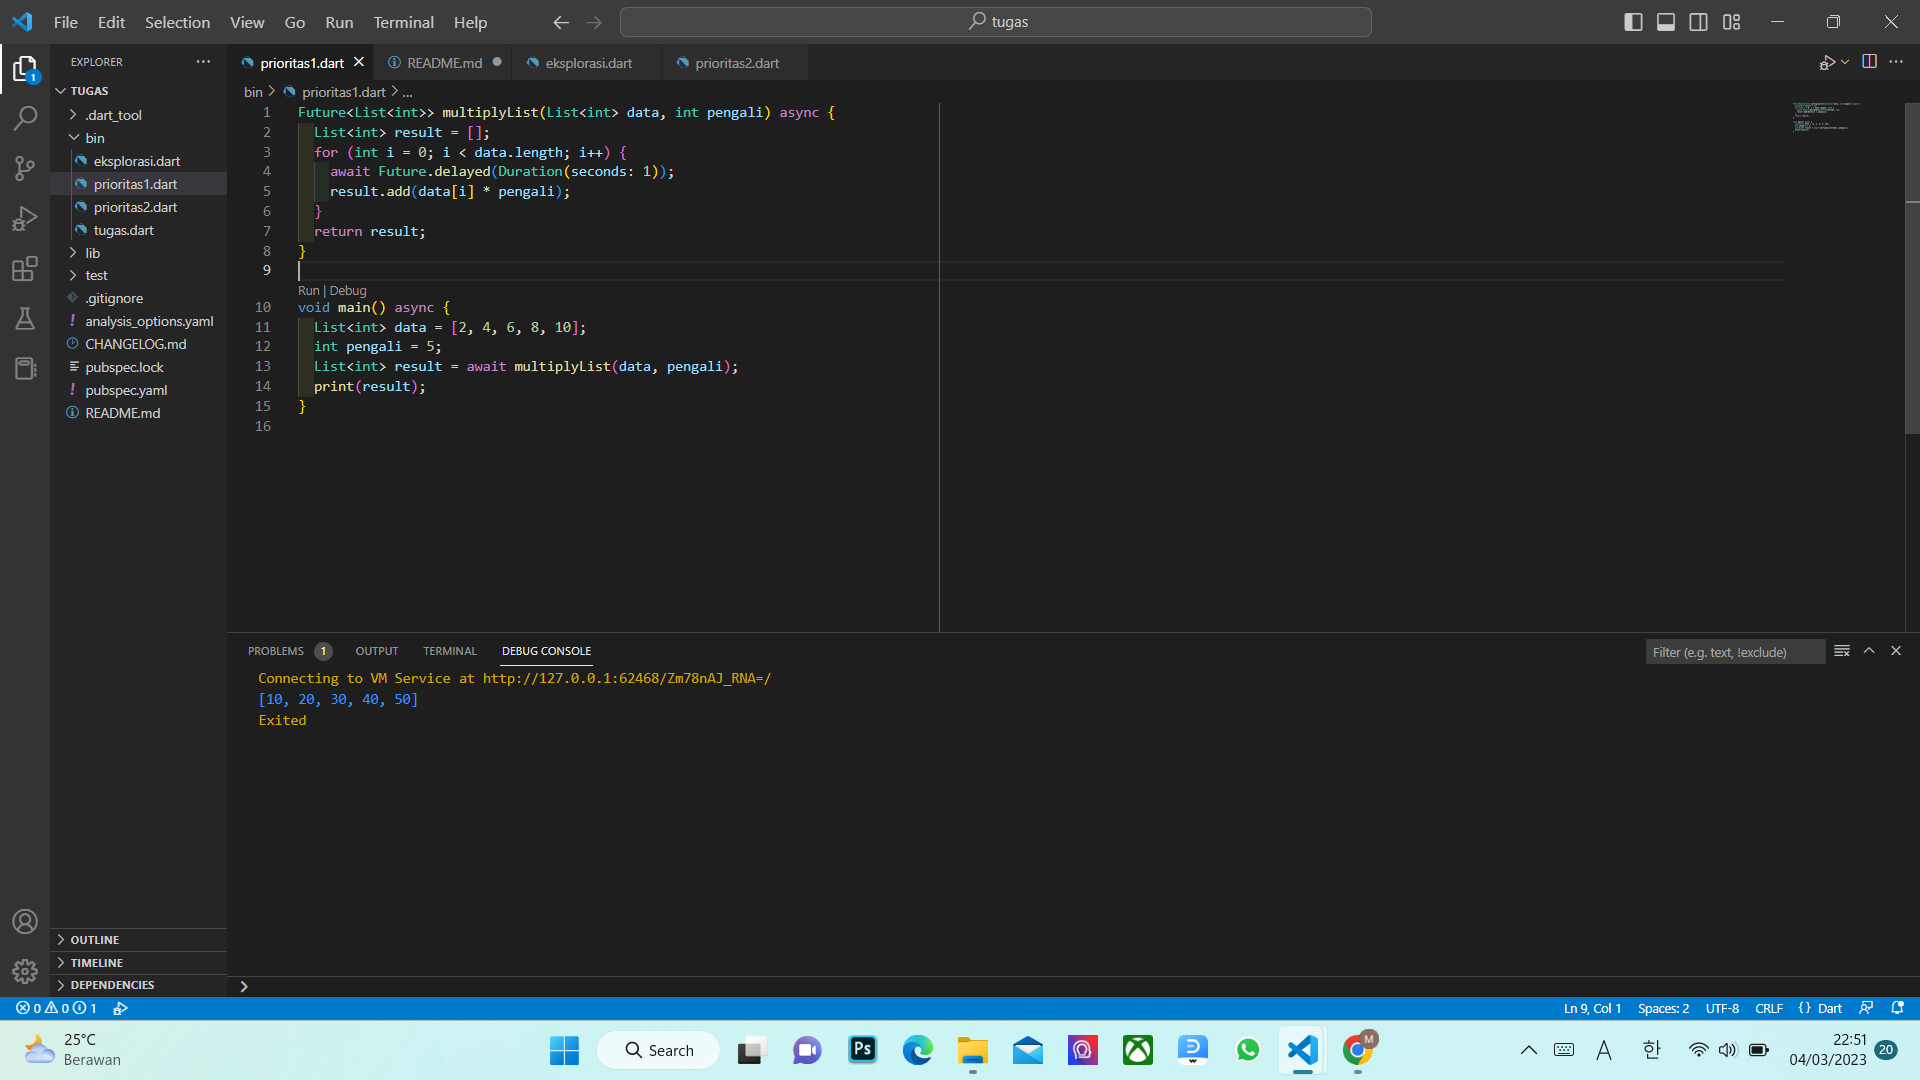 File Edit Selection View Go Run Terminal Help
tugas
EXPLORER
1
TUGAS
.dart_tool
bin
eksplorasi.dart
prioritas1.dart
prioritas2.dart
tugas.dart
lib
test
.gitignore
! analysis_options.yaml
CHANGELOG.md
pubspec.lock
! pubspec.yaml
README.md
OUTLINE
TIMELINE
DEPENDENCIES
prioritas1.dart README.md eksplorasi.dart prioritas2.dart
bin > prioritas1.dart > ...
1 Future<List<int>> multiplyList(List<int> data, int pengali) async {
2 List<int> result = [];
3 for (int i = 0; i < data.length; i++) {
4 await Future.delayed(Duration(seconds: 1));
5 result.add(data[i] * pengali);
6 }
7 return result;
8 }
9
Run | Debug
10 void main() async {
11 List<int> data = [2, 4, 6, 8, 10];
12 int pengali = 5;
13 List<int> result = await multiplyList(data, pengali);
14 print(result);
15 }
16
PROBLEMS 1 OUTPUT TERMINAL DEBUG CONSOLE
Filter (e.g. text, !exclude)
Connecting to VM Service at http://127.0.0.1:62468/Zm78nAJ_RNA=/
[10, 20, 30, 40, 50]
Exited
0 0 1
Ln 9, Col 1 Spaces: 2 UTF-8 CRLF {} Dart
25°C
Berawan
Search
Ps
M
A
한
22:51
04/03/2023
20